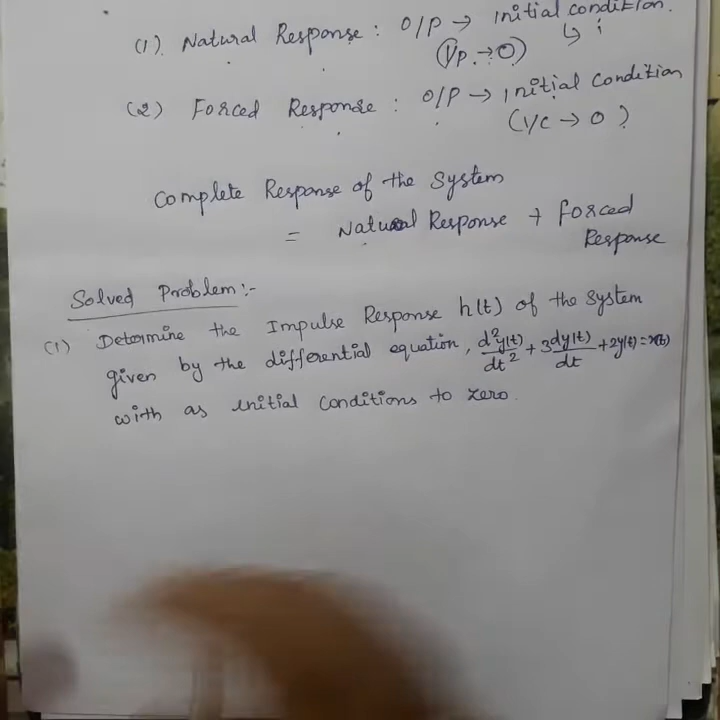 (1) Natural Response : O/P → initial condition.
(I/P → 0)
(2) Forced Response : O/P → initial condition
(I/C → 0)
Complete Response of the System
= Natural Response + Forced
Response
Solved Problem:-
(1) Determine the Impulse Response h(t) of the System
given by the differential equation, d²y(t)/dt² + 3dy(t)/dt + 2y(t) = x(t)
with as initial conditions to zero.